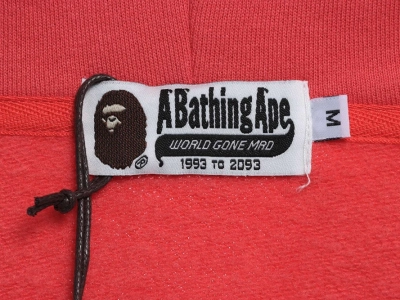 A Bathing Ape
WORLD GONE MAD
1993 TO 2093
M